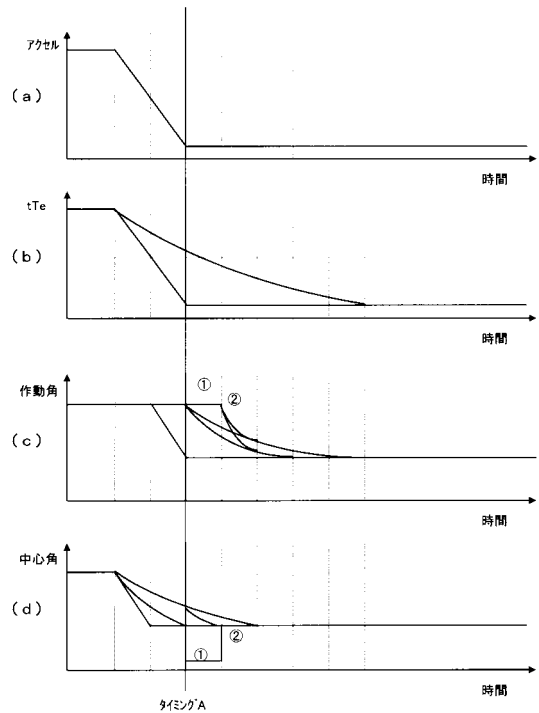 アクセル
(a)
時間
tTe
(b)
時間
作動角
① ②
(c)
時間
中心角
(d)
②
①
時間
ﾀｲﾐﾝｸﾞA